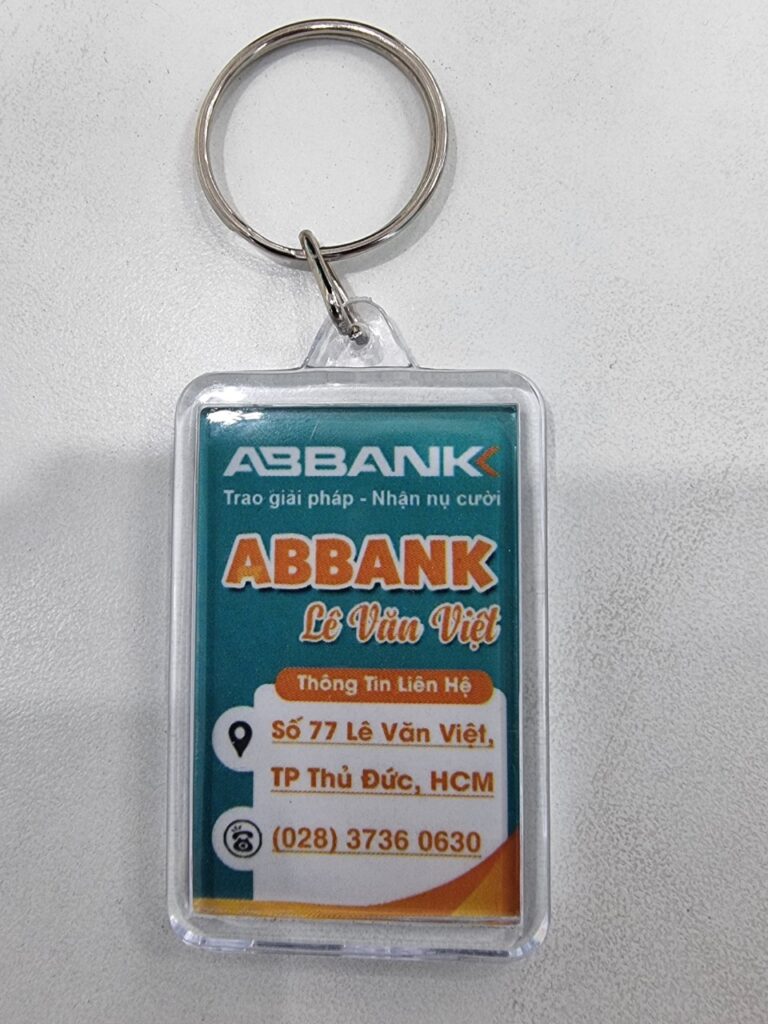 ABBANK
Trao giải pháp - Nhận nụ cười
ABBANK
Lê Văn Việt
Thông Tin Liên Hệ
Số 77 Lê Văn Việt,
TP Thủ Đức, HCM
(028) 3736 0630